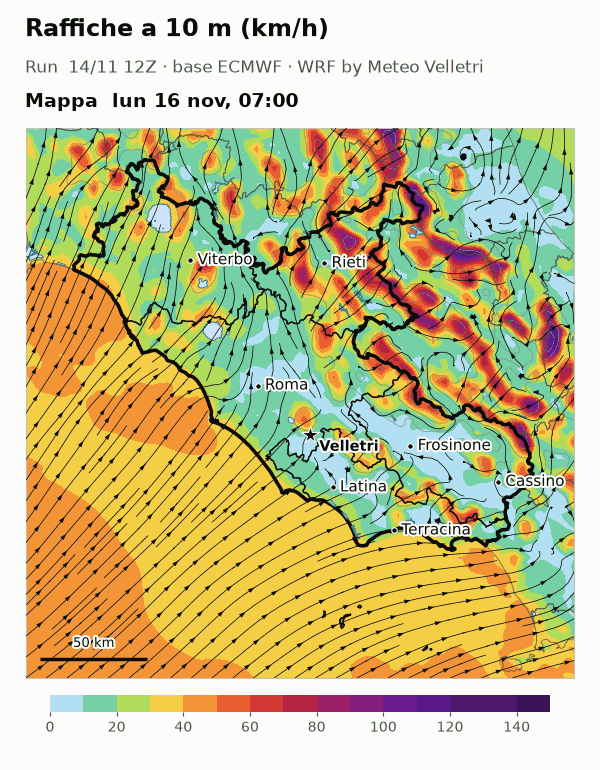 Raffiche a 10 m (km/h)
Run  14/11 12Z · base ECMWF · WRF by Meteo Velletri
Mappa  lun 16 nov, 07:00
Viterbo
Rieti
Roma
Velletri
Frosinone
Latina
Cassino
Terracina
50 km
0 20 40 60 80 100 120 140